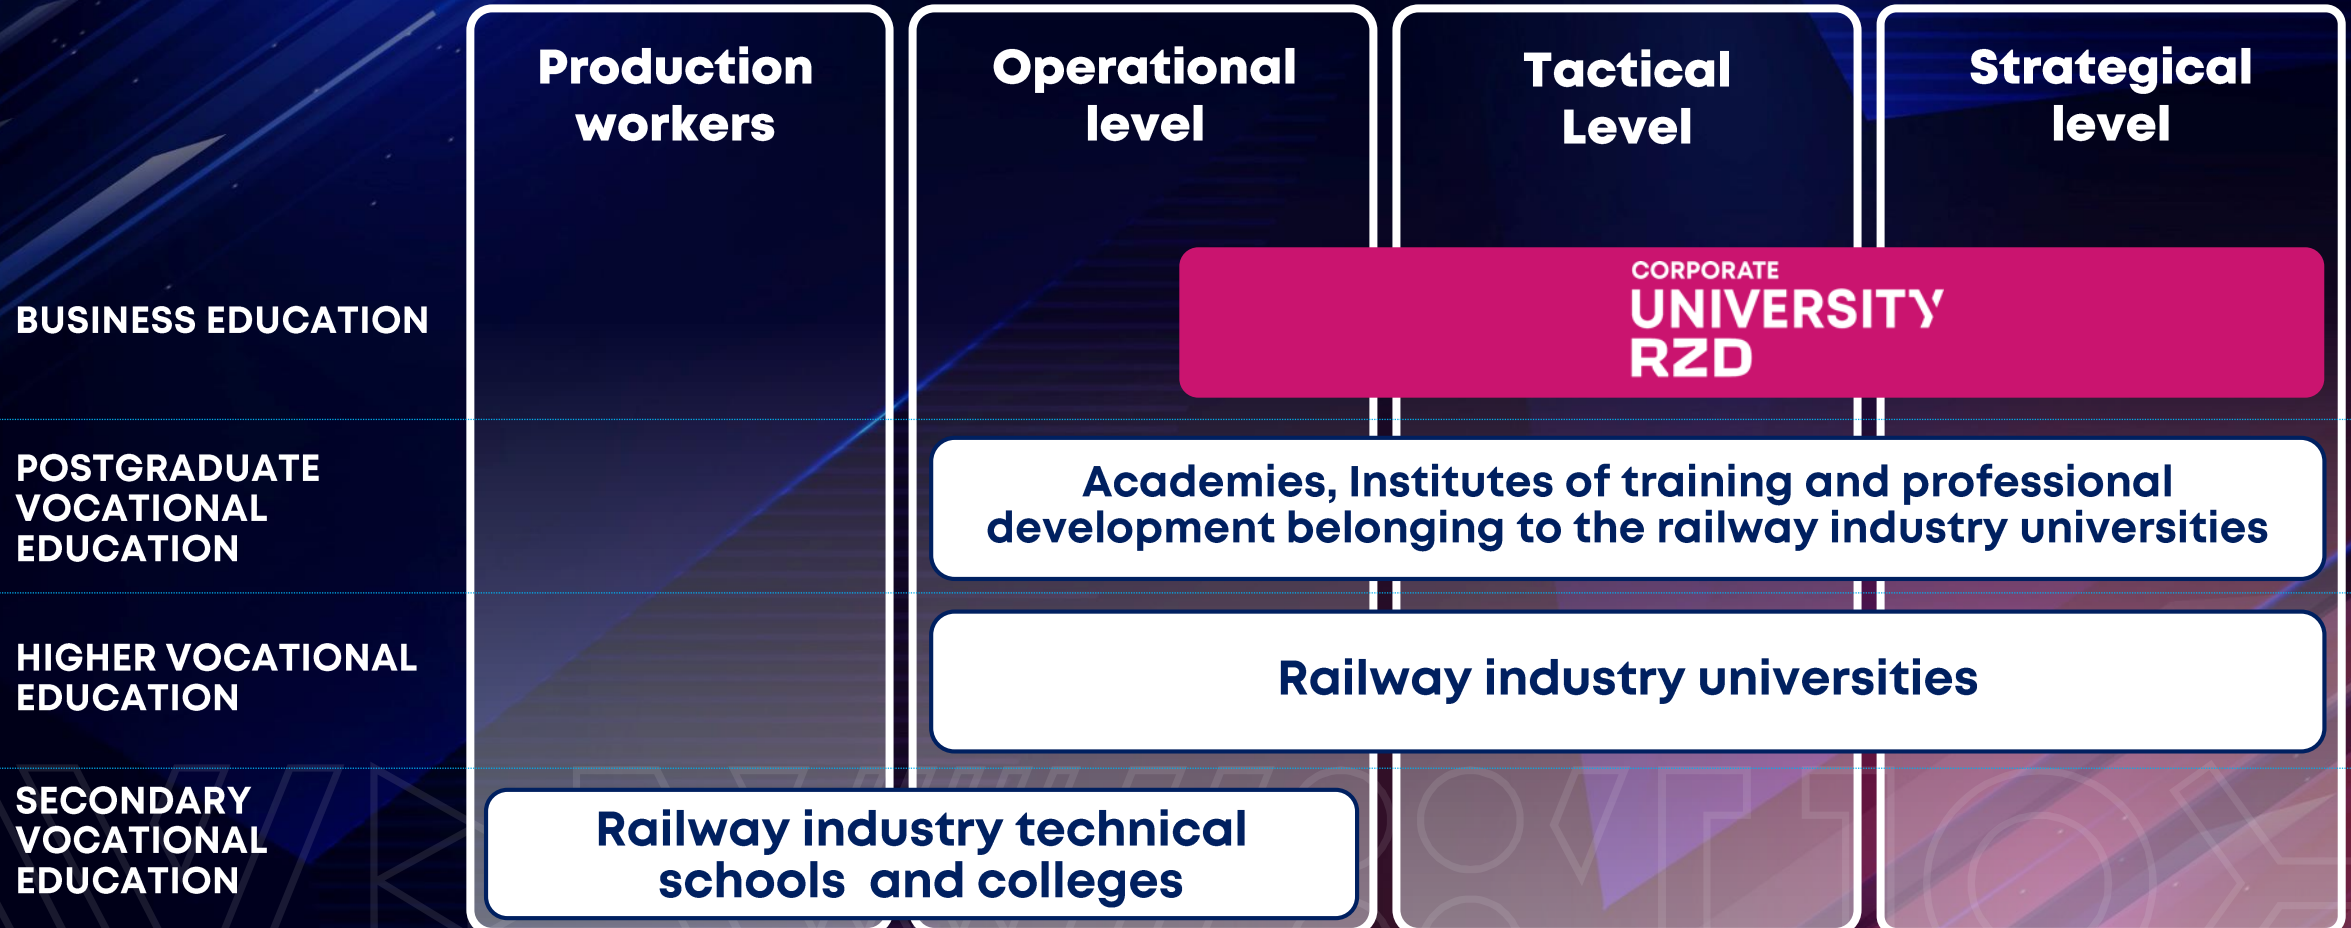 Production
workers
Operational
level
Tactical
Level
Strategical
level
BUSINESS EDUCATION
CORPORATE
UNIVERSITY
RZD
POSTGRADUATE
VOCATIONAL
EDUCATION
Academies, Institutes of training and professional
development belonging to the railway industry universities
HIGHER VOCATIONAL
EDUCATION
Railway industry universities
SECONDARY
VOCATIONAL
EDUCATION
Railway industry technical
schools and colleges